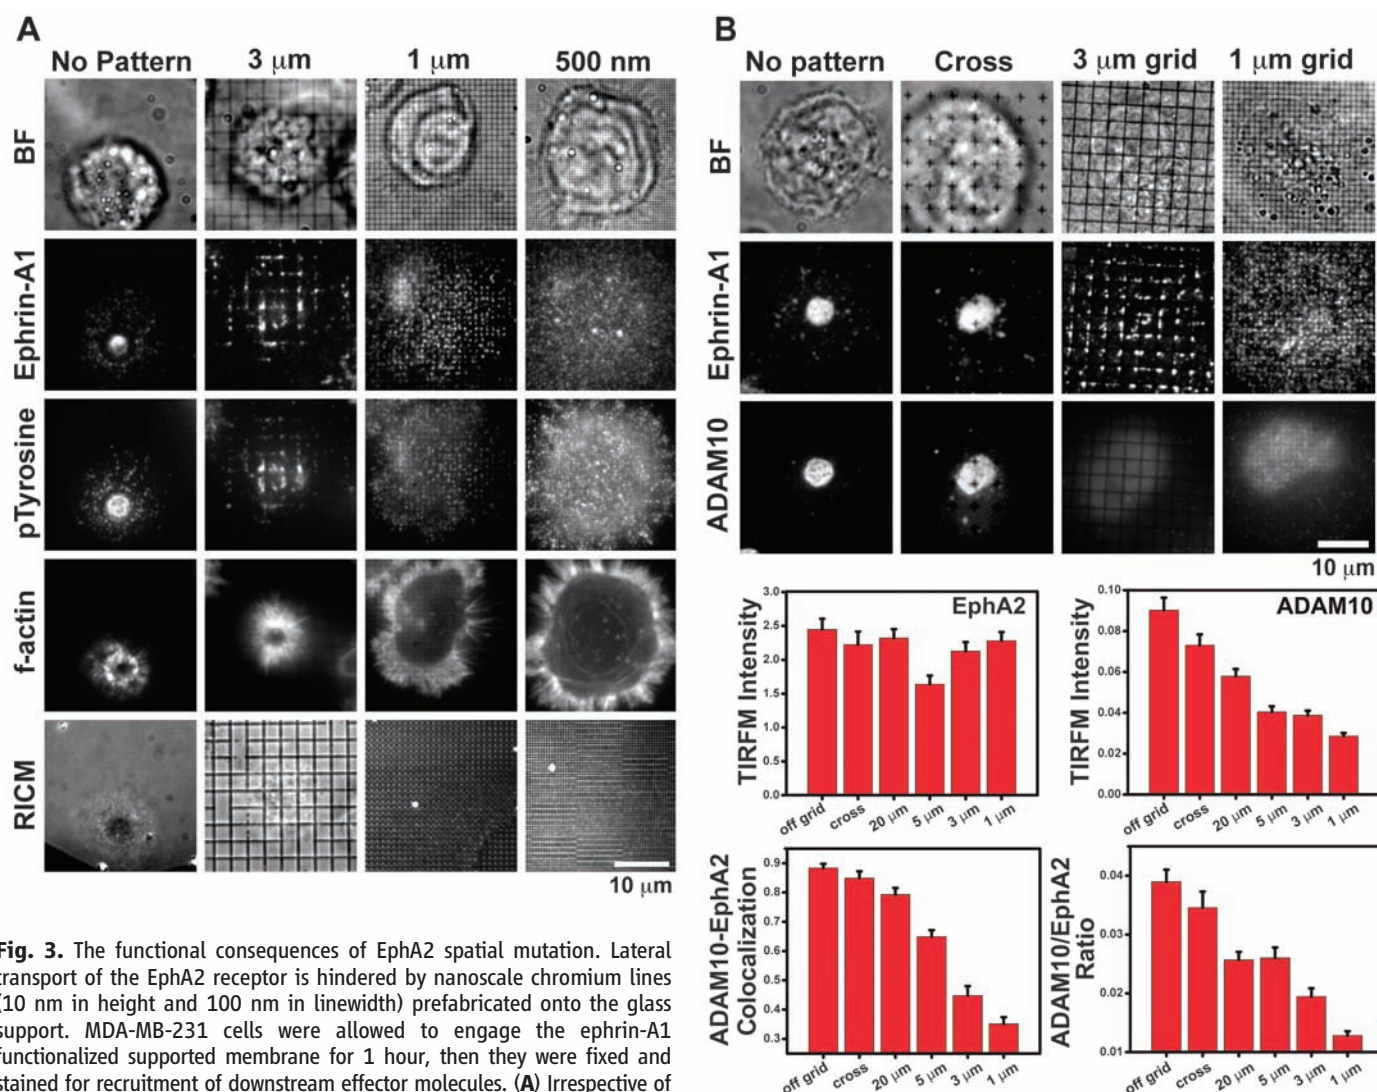 A
No Pattern 3 μm 1 μm 500 nm
BF
Ephrin-A1
pTyrosine
f-actin
RICM
10 μm
B
No pattern Cross 3 μm grid 1 μm grid
BF
Ephrin-A1
ADAM10
10 μm
TIRFM Intensity
EphA2
3.0
2.5
2.0
1.5
1.0
0.5
0.0
off grid cross 20 μm 5 μm 3 μm 1 μm
TIRFM Intensity
ADAM10
0.10
0.08
0.06
0.04
0.02
0.00
off grid cross 20 μm 5 μm 3 μm 1 μm
ADAM10-EphA2
Colocalization
0.9
0.8
0.7
0.6
0.5
0.4
0.3
off grid cross 20 μm 5 μm 3 μm 1 μm
ADAM10/EphA2
Ratio
0.04
0.03
0.02
0.01
off grid cross 20 μm 5 μm 3 μm 1 μm
Fig. 3. The functional consequences of EphA2 spatial mutation. Lateral
transport of the EphA2 receptor is hindered by nanoscale chromium lines
(10 nm in height and 100 nm in linewidth) prefabricated onto the glass
support. MDA-MB-231 cells were allowed to engage the ephrin-A1
functionalized supported membrane for 1 hour, then they were fixed and
stained for recruitment of downstream effector molecules. (A) Irrespective of